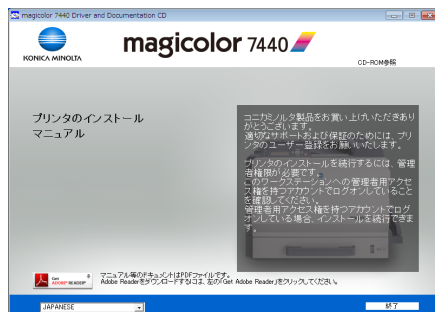 magicolor 7440 Driver and Documentation CD
KONICA MINOLTA
magicolor 7440
CD-ROM参照
プリンタのインストール
マニュアル
コニカミノルタ製品をお買い上げいただきあり
がとうございます。
適切なサポートおよび保証のためには、プリ
ンタのユーザー登録をお願いいたします。
プリンタのインストールを続行するには、管理
者権限が必要です。
このワークステーションへの管理者用アクセ
ス権を持つアカウントでログオンしていること
を確認してください。
管理者用アクセス権を持つアカウントでログ
オンしている場合、インストールを続行できま
す。
Get
ADOBE® READER®
マニュアル等のドキュメントはPDFファイルです。
Adobe Readerをダウンロードするには、左の「Get Adobe Reader」をクリックしてください。
JAPANESE
終了